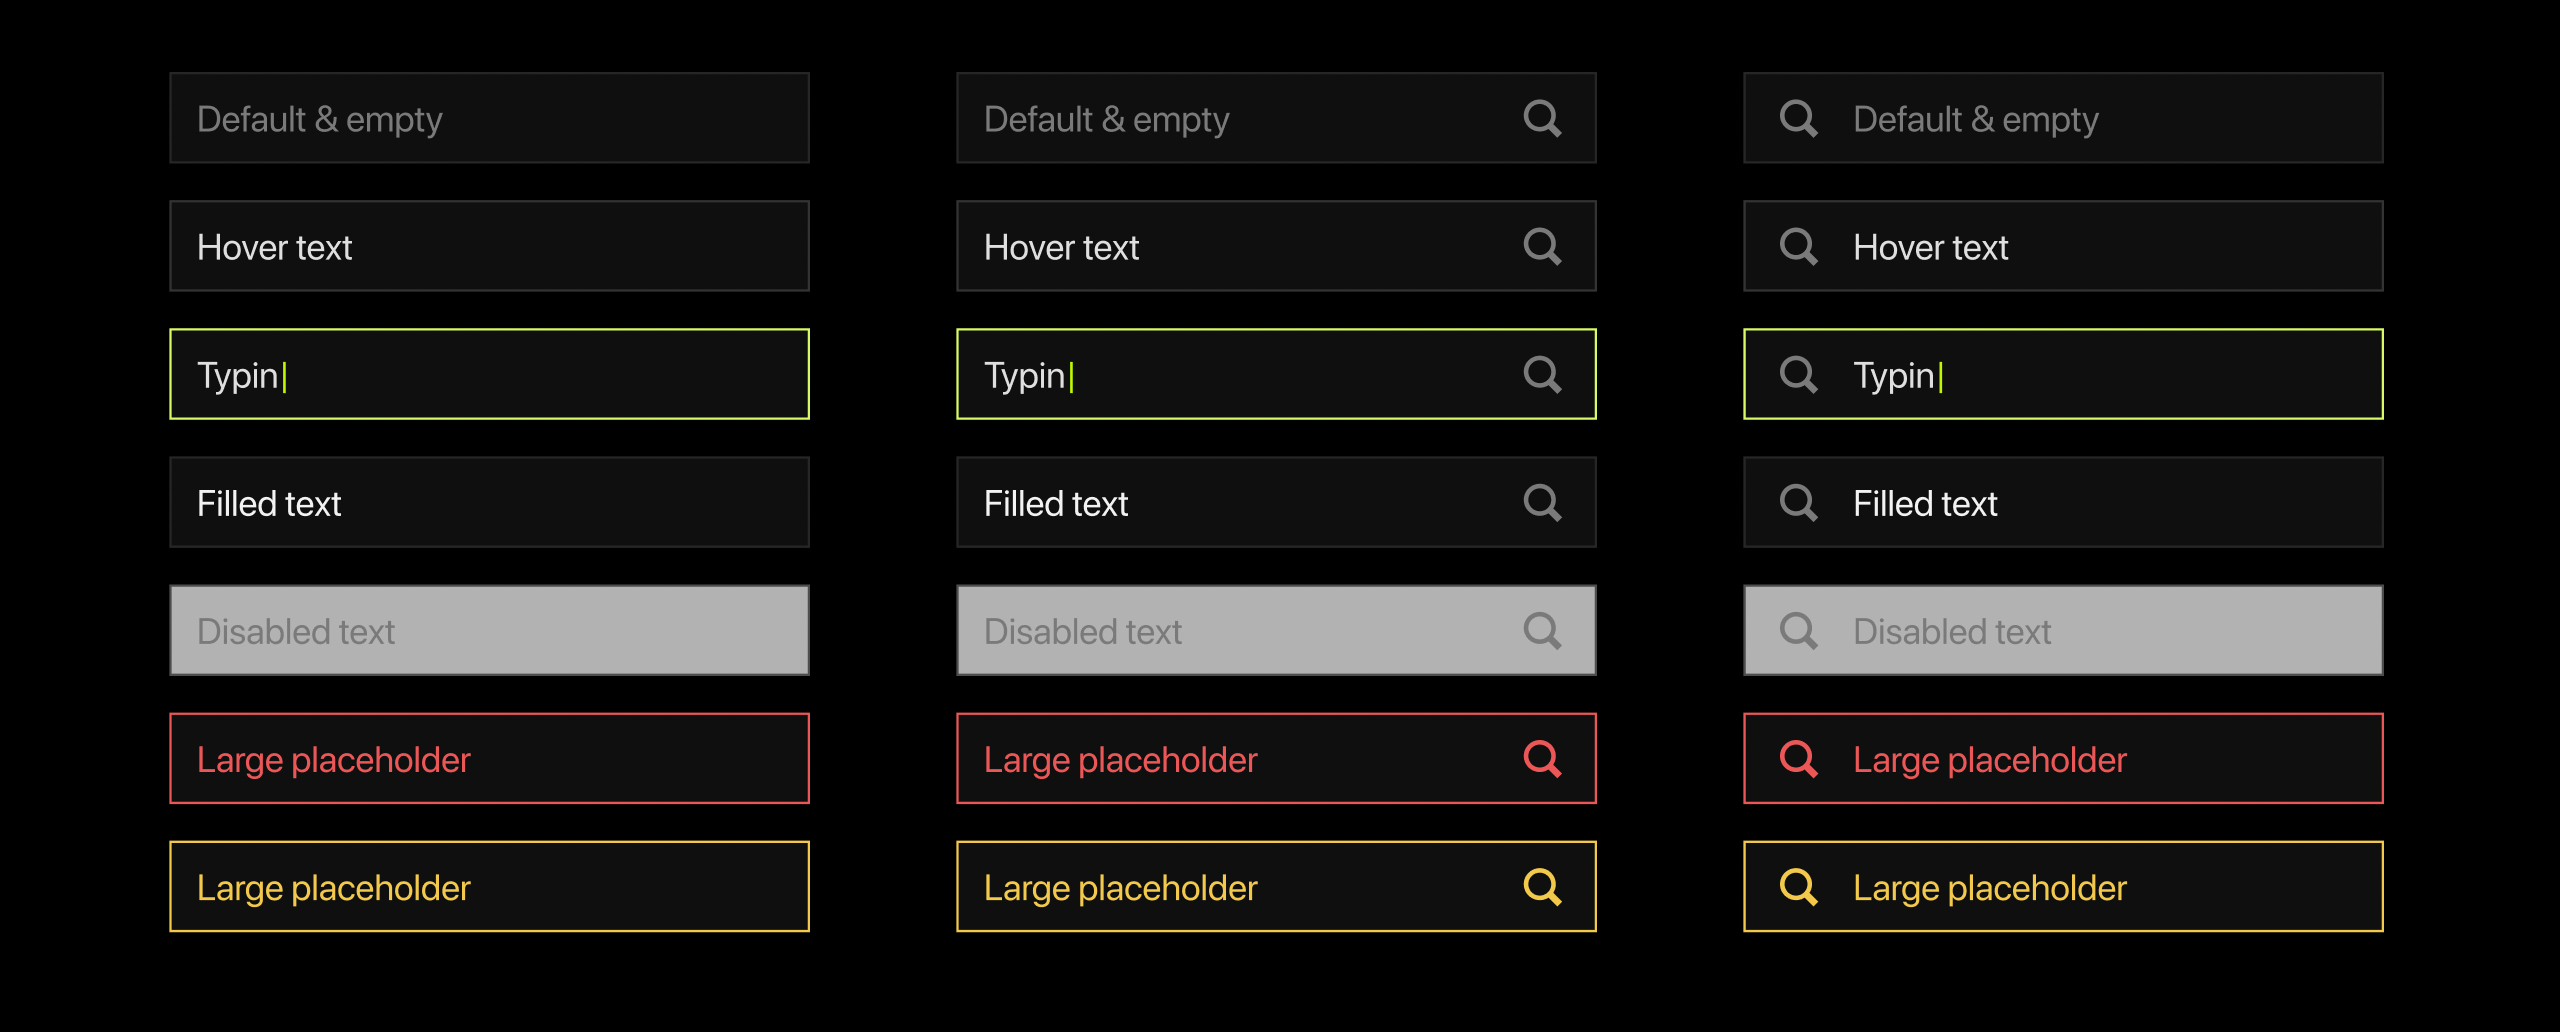 Default & empty
Default & empty
Default & empty
Hover text
Hover text
Hover text
Typin
Typin
Typin
Filled text
Filled text
Filled text
Disabled text
Disabled text
Disabled text
Large placeholder
Large placeholder
Large placeholder
Large placeholder
Large placeholder
Large placeholder